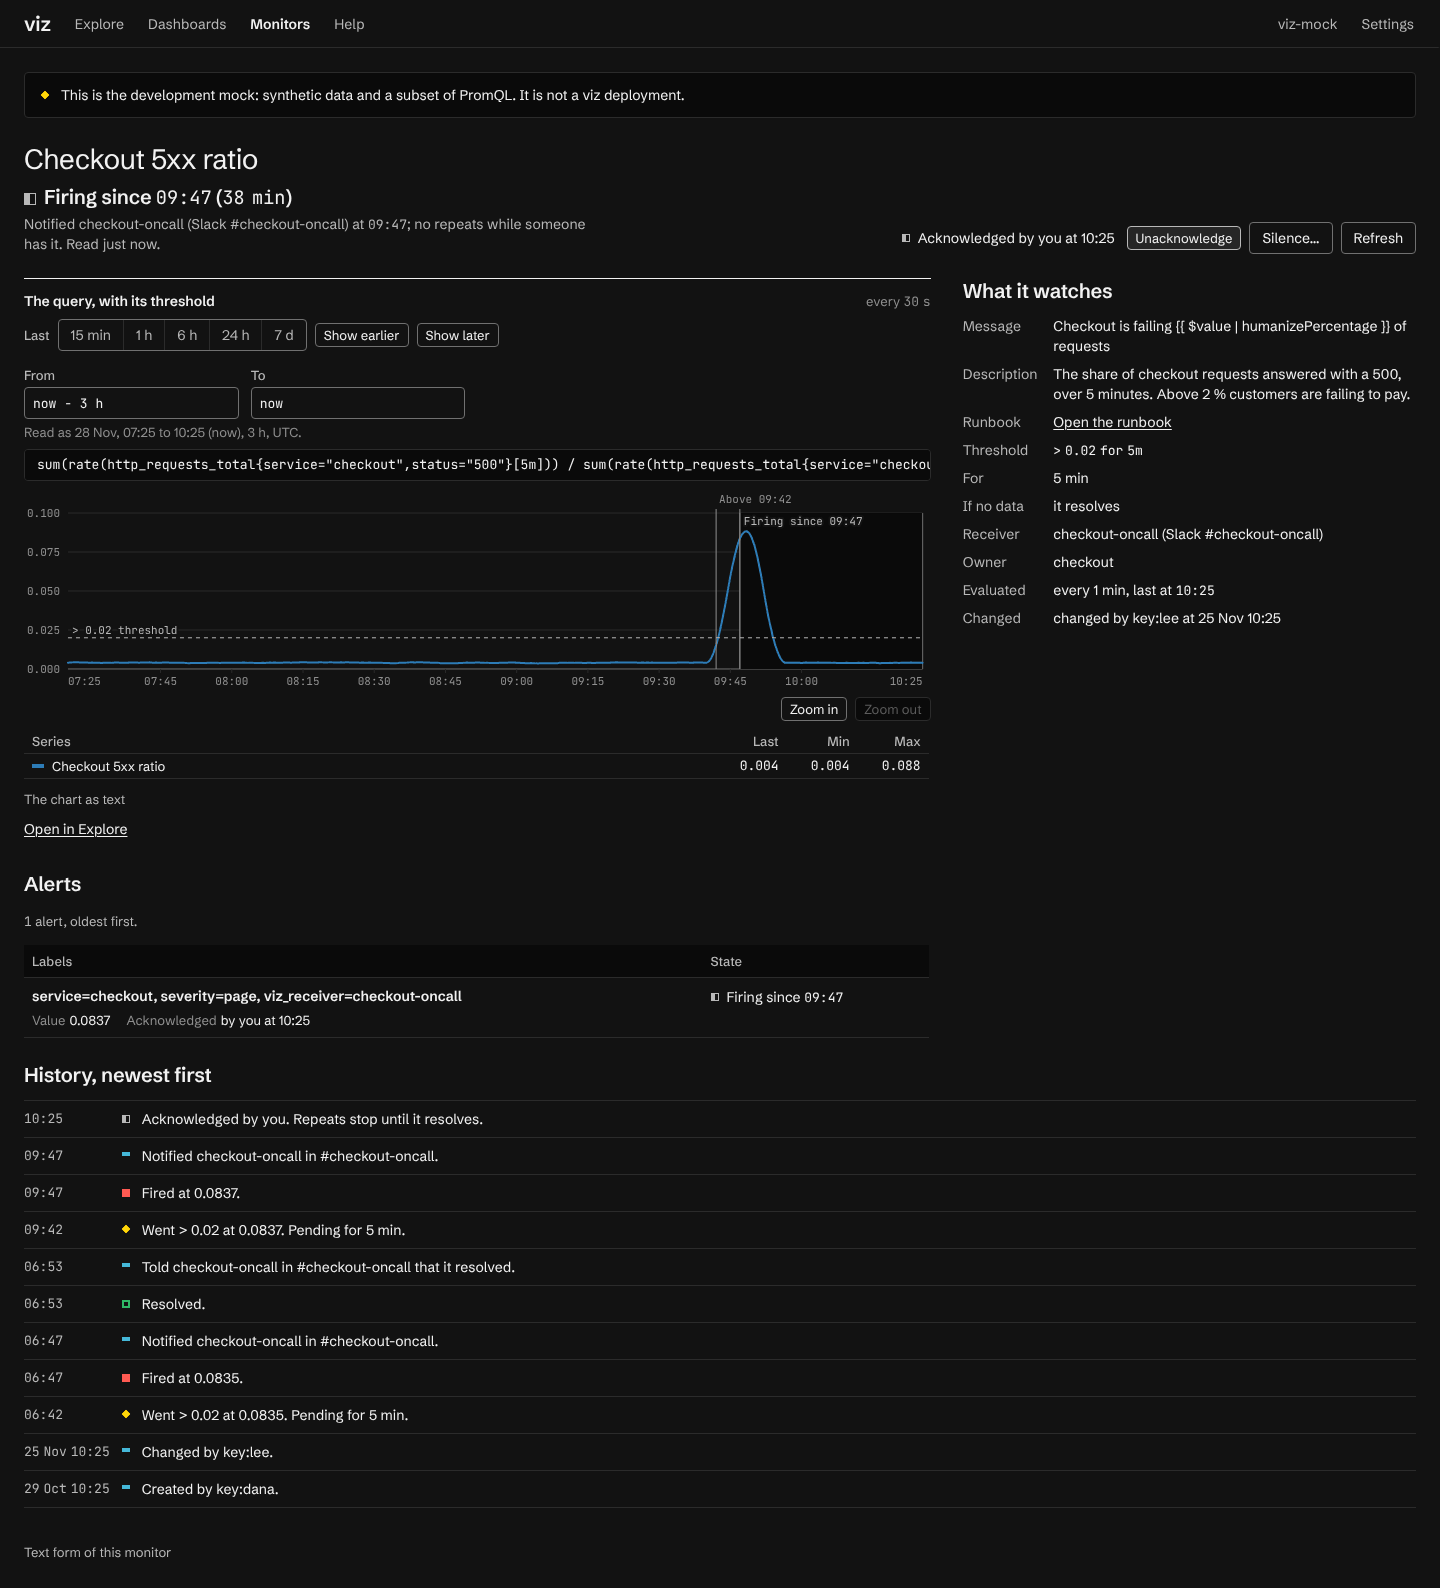 viz Explore Dashboards Monitors Help viz-mock Settings
This is the development mock: synthetic data and a subset of PromQL. It is not a viz deployment.
Checkout 5xx ratio
Firing since 09:47 (38 min)
Notified checkout-oncall (Slack #checkout-oncall) at 09:47; no repeats while someone
has it. Read just now.
Acknowledged by you at 10:25 Unacknowledge Silence... Refresh
The query, with its threshold every 30 s
Last 15 min 1 h 6 h 24 h 7 d Show earlier Show later
From To
now - 3 h now
Read as 28 Nov, 07:25 to 10:25 (now), 3 h, UTC.
sum(rate(http_requests_total{service="checkout",status="500"}[5m])) / sum(rate(http_requests_total{service="checkou
Above 09:42
Firing since 09:47
0.100
0.075
0.050
0.025
> 0.02 threshold
0.000
07:25 07:45 08:00 08:15 08:30 08:45 09:00 09:15 09:30 09:45 10:00 10:25
Zoom in Zoom out
Series Last Min Max
Checkout 5xx ratio 0.004 0.004 0.088
The chart as text
Open in Explore
What it watches
Message Checkout is failing {{ $value | humanizePercentage }} of
requests
Description The share of checkout requests answered with a 500,
over 5 minutes. Above 2 % customers are failing to pay.
Runbook Open the runbook
Threshold > 0.02 for 5m
For 5 min
If no data it resolves
Receiver checkout-oncall (Slack #checkout-oncall)
Owner checkout
Evaluated every 1 min, last at 10:25
Changed changed by key:lee at 25 Nov 10:25
Alerts
1 alert, oldest first.
Labels State
service=checkout, severity=page, viz_receiver=checkout-oncall Firing since 09:47
Value 0.0837 Acknowledged by you at 10:25
History, newest first
10:25 Acknowledged by you. Repeats stop until it resolves.
09:47 Notified checkout-oncall in #checkout-oncall.
09:47 Fired at 0.0837.
09:42 Went > 0.02 at 0.0837. Pending for 5 min.
06:53 Told checkout-oncall in #checkout-oncall that it resolved.
06:53 Resolved.
06:47 Notified checkout-oncall in #checkout-oncall.
06:47 Fired at 0.0835.
06:42 Went > 0.02 at 0.0835. Pending for 5 min.
25 Nov 10:25 Changed by key:lee.
29 Oct 10:25 Created by key:dana.
Text form of this monitor